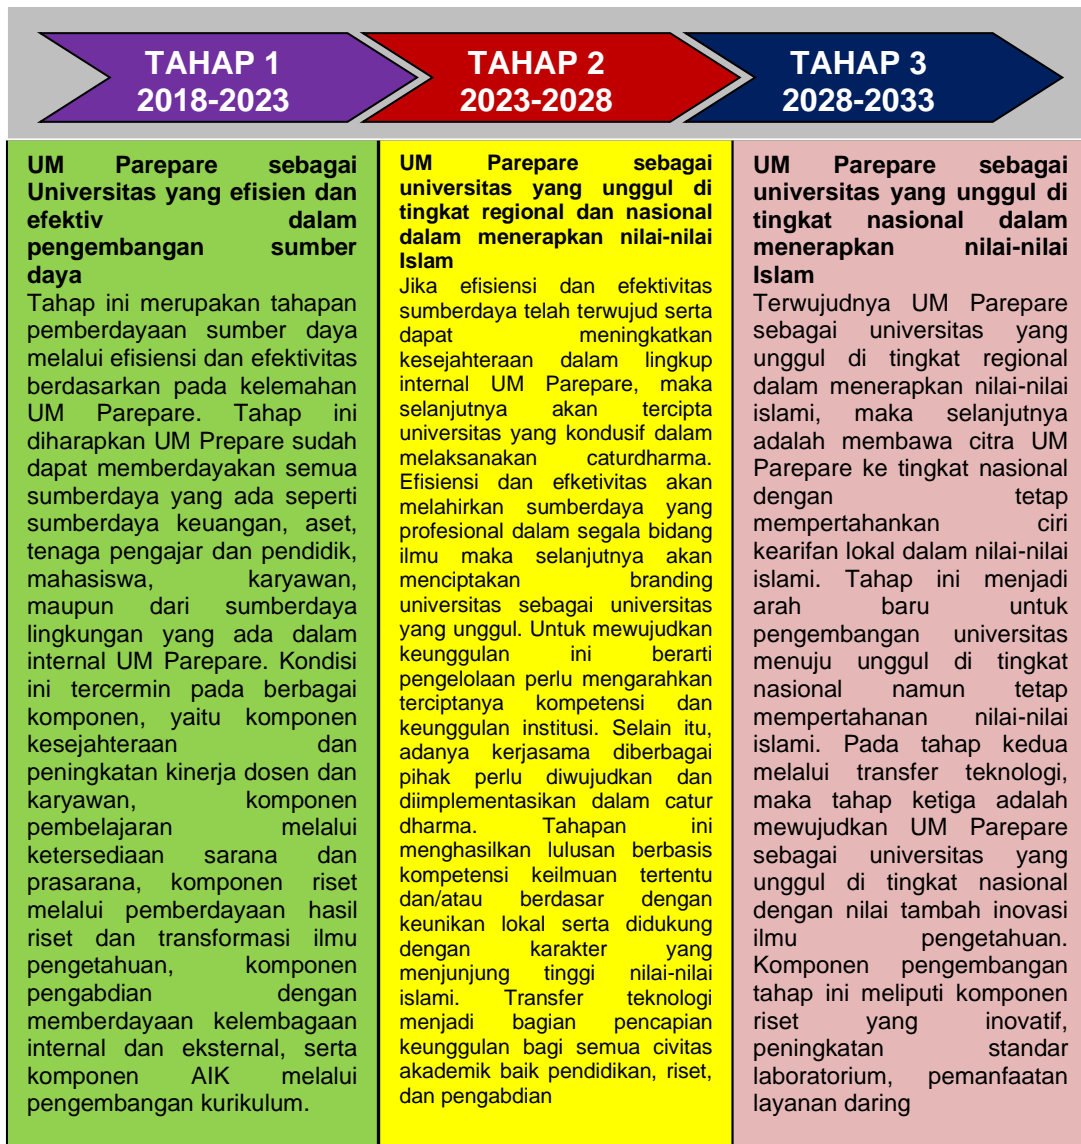 TAHAP 1
2018-2023
TAHAP 2
2023-2028
TAHAP 3
2028-2033
UM Parepare sebagai
Universitas yang efisien dan
efektiv dalam
pengembangan sumber
daya
Tahap ini merupakan tahapan
pemberdayaan sumber daya
melalui efisiensi dan efektivitas
berdasarkan pada kelemahan
UM Parepare. Tahap ini
diharapkan UM Prepare sudah
dapat memberdayakan semua
sumberdaya yang ada seperti
sumberdaya keuangan, aset,
tenaga pengajar dan pendidik,
mahasiswa, karyawan,
maupun dari sumberdaya
lingkungan yang ada dalam
internal UM Parepare. Kondisi
ini tercermin pada berbagai
komponen, yaitu komponen
kesejahteraan dan
peningkatan kinerja dosen dan
karyawan, komponen
pembelajaran melalui
ketersediaan sarana dan
prasarana, komponen riset
melalui pemberdayaan hasil
riset dan transformasi ilmu
pengetahuan, komponen
pengabdian dengan
memberdayaan kelembagaan
internal dan eksternal, serta
komponen AIK melalui
pengembangan kurikulum.
UM Parepare sebagai
universitas yang unggul di
tingkat regional dan nasional
dalam menerapkan nilai-nilai
Islam
Jika efisiensi dan efektivitas
sumberdaya telah terwujud serta
dapat meningkatkan
kesejahteraan dalam lingkup
internal UM Parepare, maka
selanjutnya akan tercipta
universitas yang kondusif dalam
melaksanakan caturdharma.
Efisiensi dan efketivitas akan
melahirkan sumberdaya yang
profesional dalam segala bidang
ilmu maka selanjutnya akan
menciptakan branding
universitas sebagai universitas
yang unggul. Untuk mewujudkan
keunggulan ini berarti
pengelolaan perlu mengarahkan
terciptanya kompetensi dan
keunggulan institusi. Selain itu,
adanya kerjasama diberbagai
pihak perlu diwujudkan dan
diimplementasikan dalam catur
dharma. Tahapan ini
menghasilkan lulusan berbasis
kompetensi keilmuan tertentu
dan/atau berdasar dengan
keunikan lokal serta didukung
dengan karakter yang
menjunjung tinggi nilai-nilai
islami. Transfer teknologi
menjadi bagian pencapian
keunggulan bagi semua civitas
akademik baik pendidikan, riset,
dan pengabdian
UM Parepare sebagai
universitas yang unggul di
tingkat nasional dalam
menerapkan nilai-nilai
Islam
Terwujudnya UM Parepare
sebagai universitas yang
unggul di tingkat regional
dalam menerapkan nilai-nilai
islami, maka selanjutnya
adalah membawa citra UM
Parepare ke tingkat nasional
dengan tetap
mempertahankan ciri
kearifan lokal dalam nilai-nilai
islami. Tahap ini menjadi
arah baru untuk
pengembangan universitas
menuju unggul di tingkat
nasional namun tetap
mempertahanan nilai-nilai
islami. Pada tahap kedua
melalui transfer teknologi,
maka tahap ketiga adalah
mewujudkan UM Parepare
sebagai universitas yang
unggul di tingkat nasional
dengan nilai tambah inovasi
ilmu pengetahuan.
Komponen pengembangan
tahap ini meliputi komponen
riset yang inovatif,
peningkatan standar
laboratorium, pemanfaatan
layanan daring